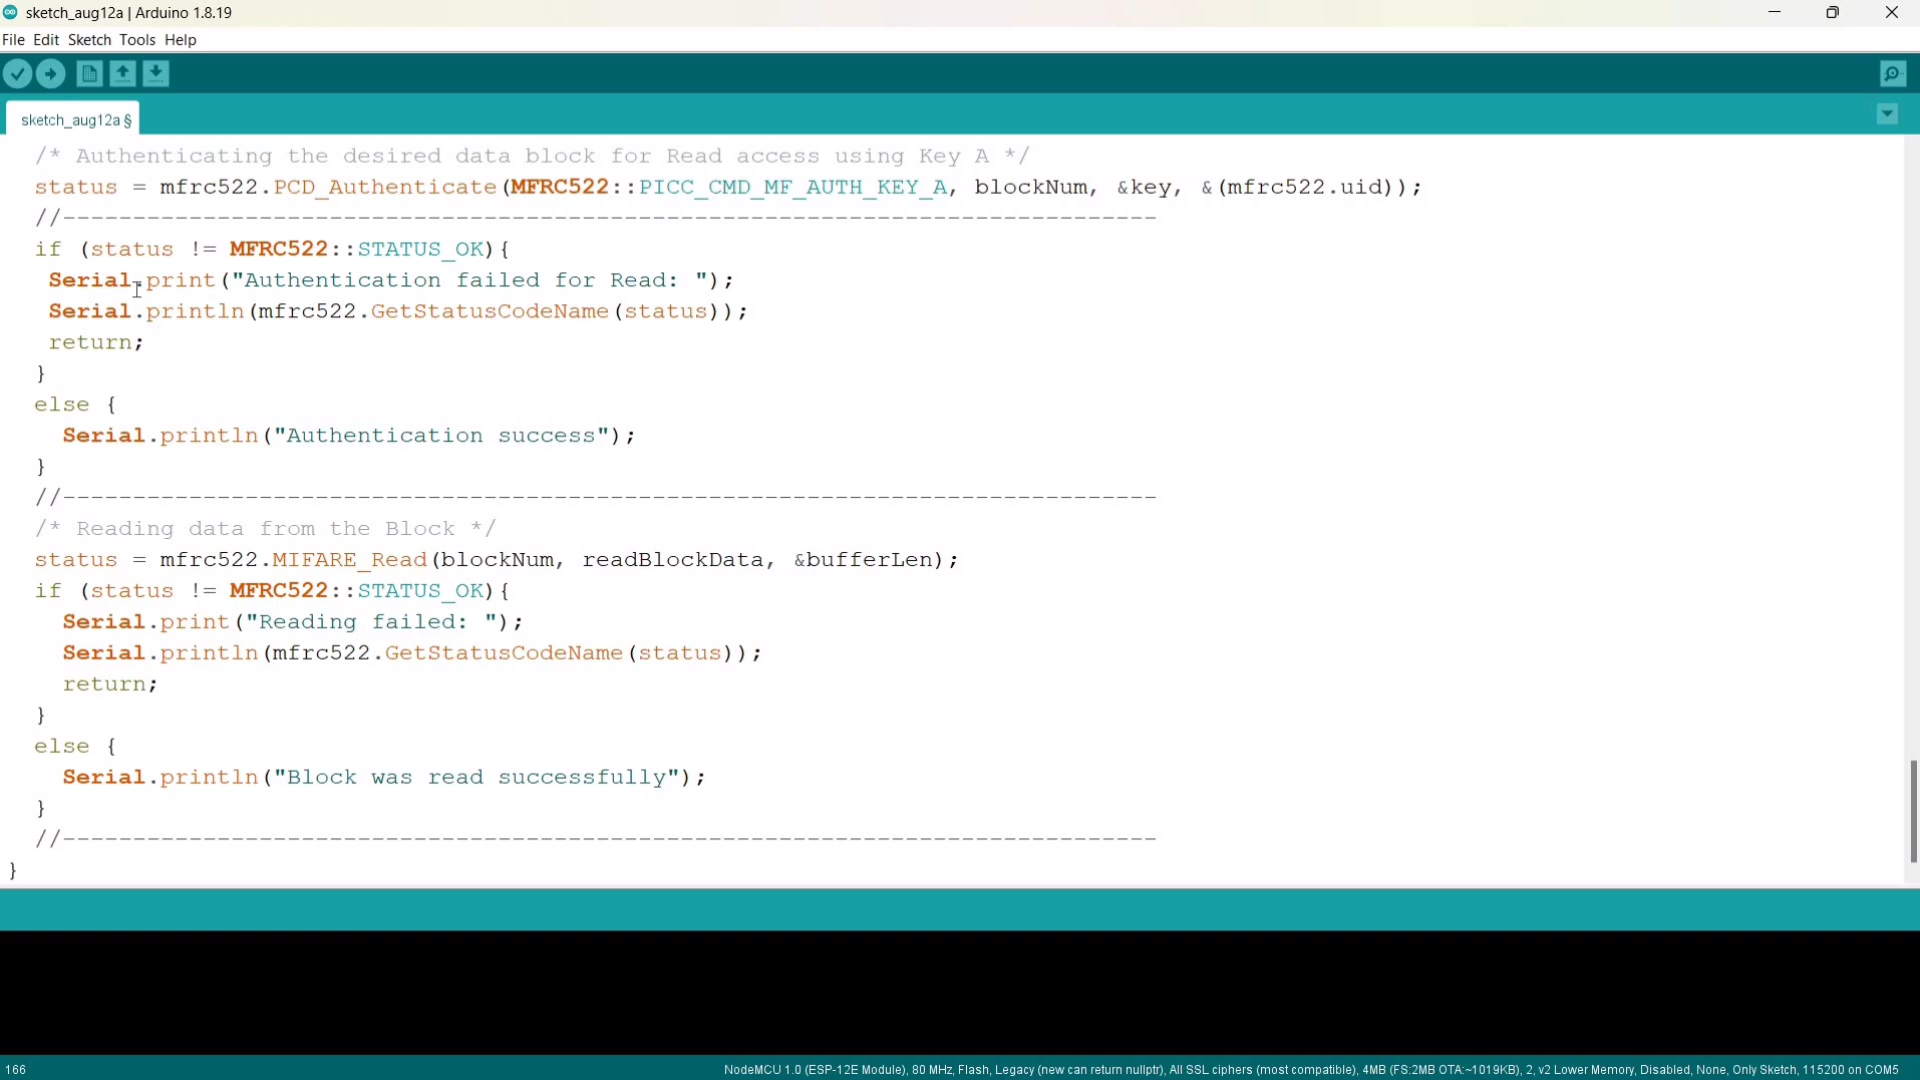 sketch_aug12a | Arduino 1.8.19
File Edit Sketch Tools Help
sketch_aug12a §
/* Authenticating the desired data block for Read access using Key A */
status = mfrc522.PCD_Authenticate(MFRC522::PICC_CMD_MF_AUTH_KEY_A, blockNum, &key, &(mfrc522.uid));
//------------------------------------------------------------------------------
if (status != MFRC522::STATUS_OK){
Serial.print("Authentication failed for Read: ");
Serial.println(mfrc522.GetStatusCodeName(status));
return;
}
else {
Serial.println("Authentication success");
}
//------------------------------------------------------------------------------
/* Reading data from the Block */
status = mfrc522.MIFARE_Read(blockNum, readBlockData, &bufferLen);
if (status != MFRC522::STATUS_OK){
Serial.print("Reading failed: ");
Serial.println(mfrc522.GetStatusCodeName(status));
return;
}
else {
Serial.println("Block was read successfully");
}
//------------------------------------------------------------------------------
}
166
NodeMCU 1.0 (ESP-12E Module), 80 MHz, Flash, Legacy (new can return nullptr), All SSL ciphers (most compatible), 4MB (FS:2MB OTA:~1019KB), 2, v2 Lower Memory, Disabled, None, Only Sketch, 115200 on COM5